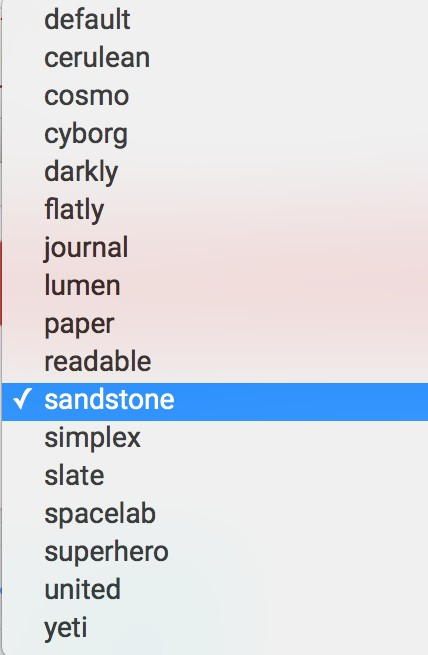 default
cerulean
cosmo
cyborg
darkly
flatly
journal
lumen
paper
readable
✓ sandstone
simplex
slate
spacelab
superhero
united
yeti